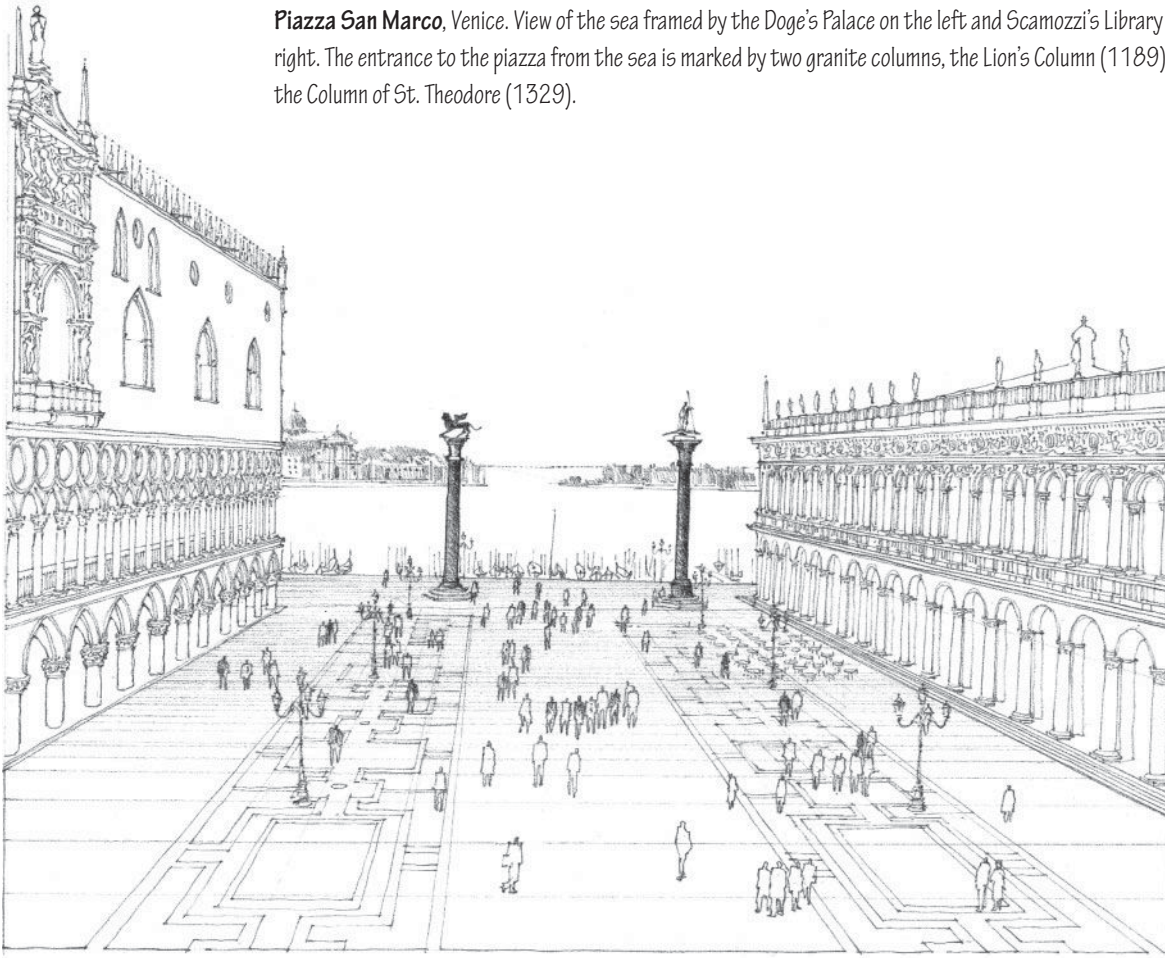 Piazza San Marco, Venice. View of the sea framed by the Doge’s Palace on the left and Scamozzi’s Library
right. The entrance to the piazza from the sea is marked by two granite columns, the Lion’s Column (1189)
the Column of St. Theodore (1329).